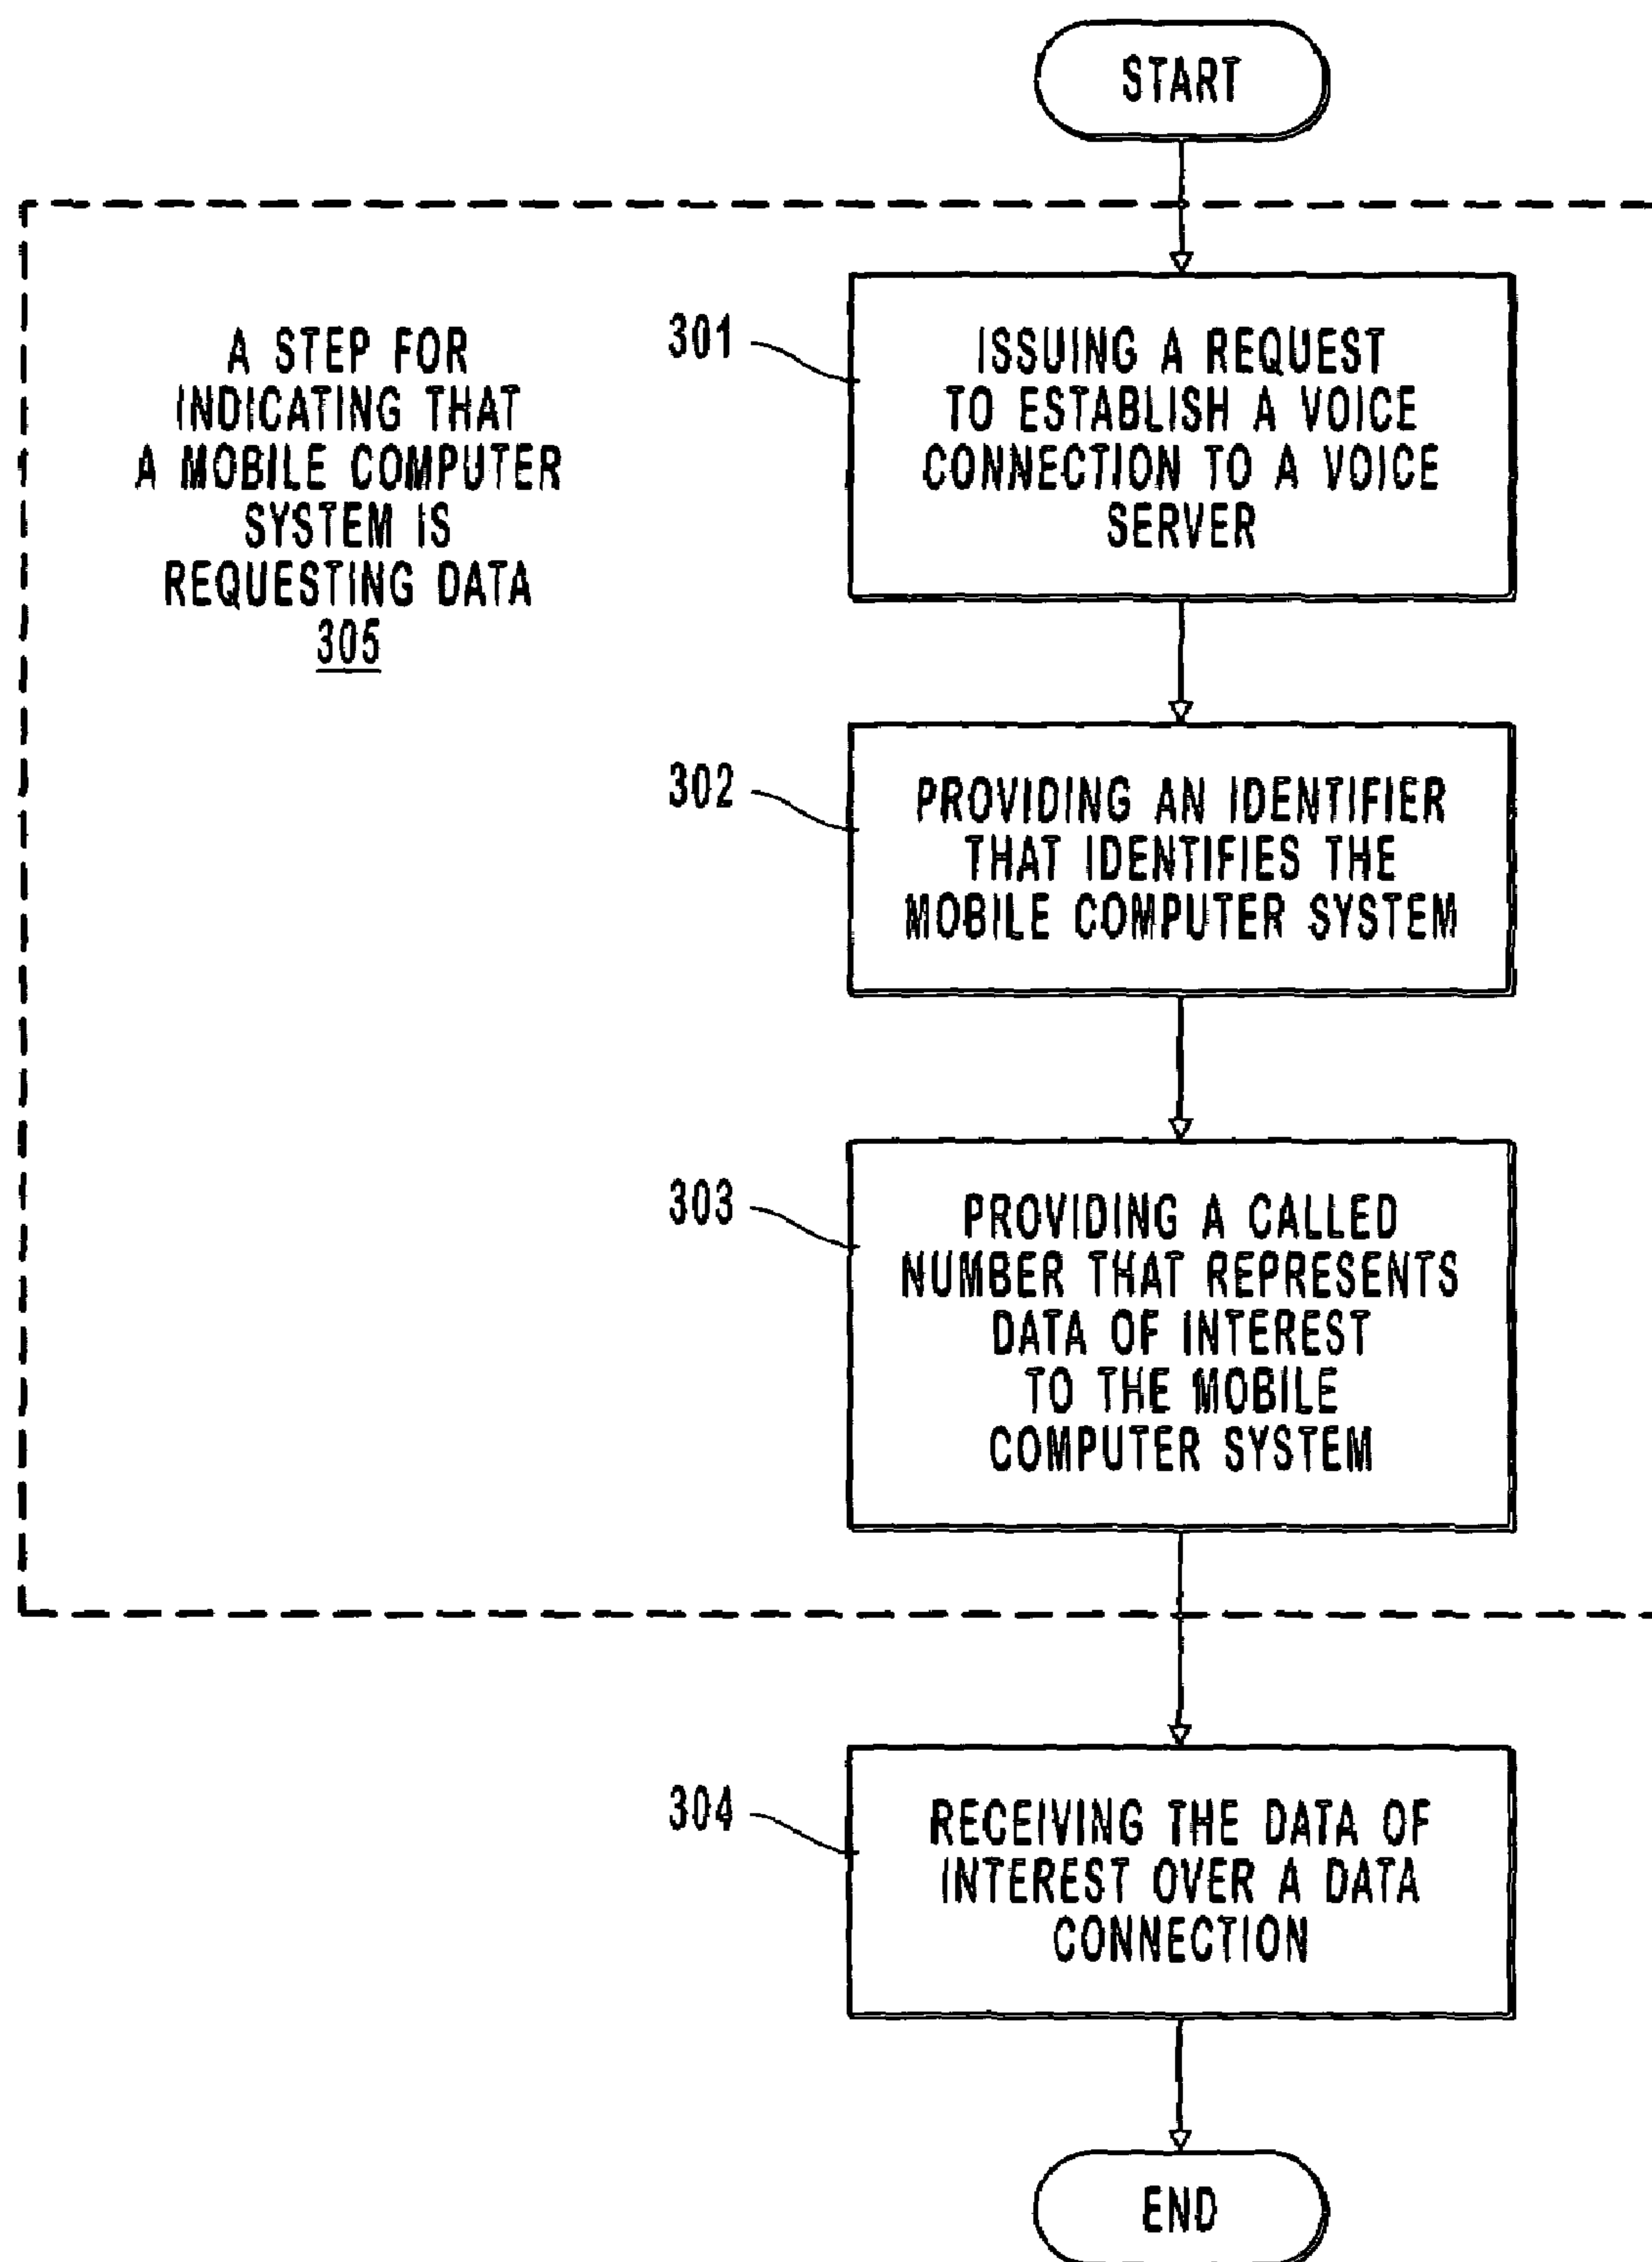 START
A STEP FOR
INDICATING THAT
A MOBILE COMPUTER
SYSTEM IS
REQUESTING DATA
305
301
ISSUING A REQUEST
TO ESTABLISH A VOICE
CONNECTION TO A VOICE
SERVER
302
PROVIDING AN IDENTIFIER
THAT IDENTIFIES THE
MOBILE COMPUTER SYSTEM
303
PROVIDING A CALLED
NUMBER THAT REPRESENTS
DATA OF INTEREST
TO THE MOBILE
COMPUTER SYSTEM
304
RECEIVING THE DATA OF
INTEREST OVER A DATA
CONNECTION
END